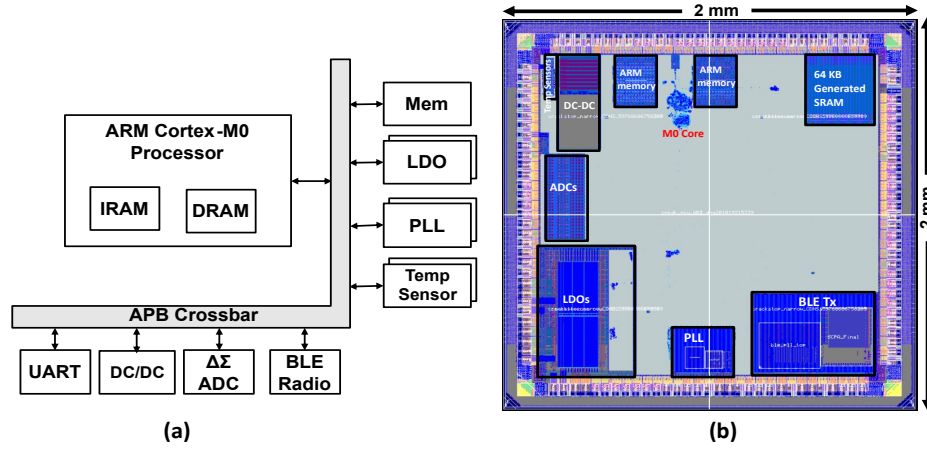 ARM Cortex-M0
Processor
IRAM
DRAM
Mem
LDO
PLL
Temp
Sensor
APB Crossbar
UART
DC/DC
ΔΣ
ADC
BLE
Radio
(a)
2 mm
2 mm
Temp Sensors
DC-DC
ARM
memory
ARM
memory
M0 Core
64 KB
Generated
SRAM
ADCs
LDOs
PLL
BLE Tx
ble_pll_top
SCPA_Final
(b)